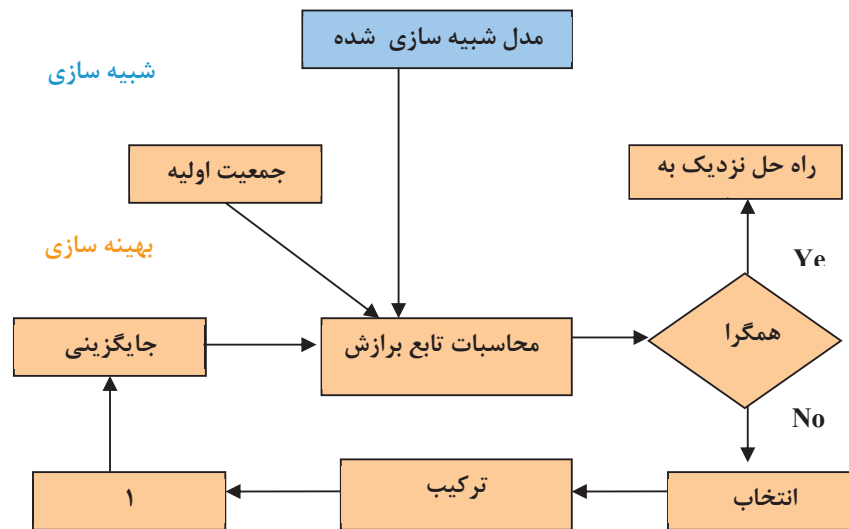 مدل شبیه سازی شده
شبیه سازی
جمعیت اولیه
راه حل نزدیک به
بهینه سازی
Ye
جایگزینی
محاسبات تابع برازش
همگرا
No
۱
ترکیب
انتخاب